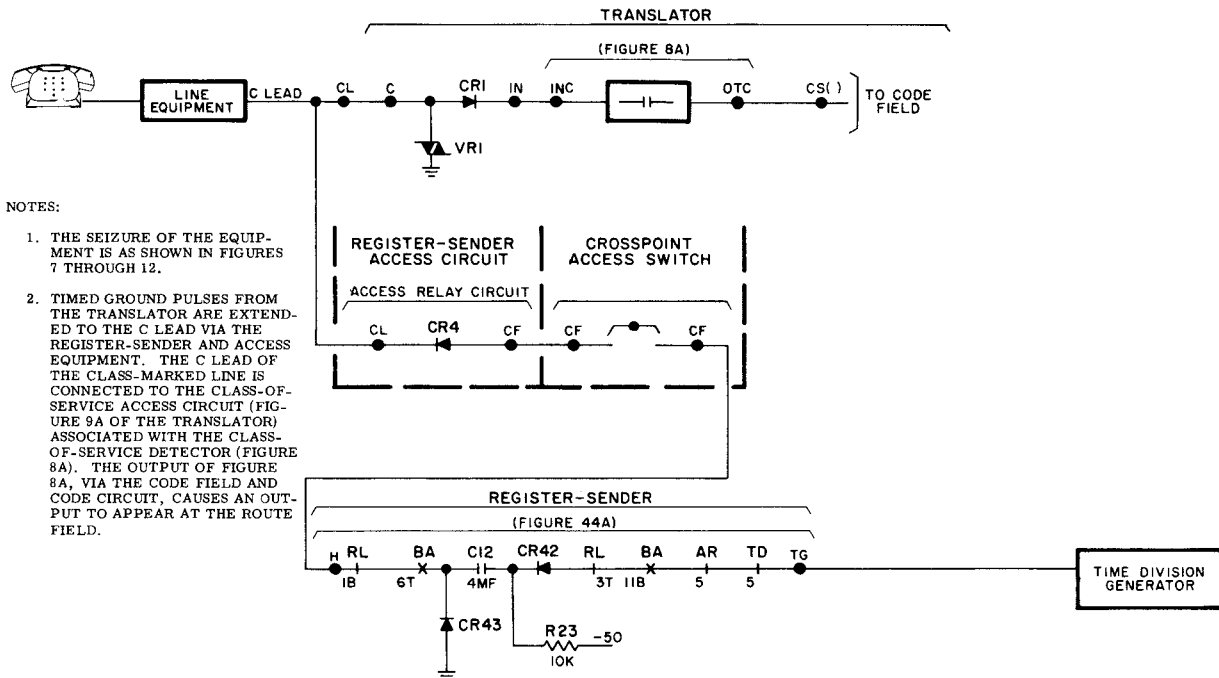 TRANSLATOR
(FIGURE 8A)
LINE
EQUIPMENT
C LEAD
CL
C
CR1
IN
INC
OTC
CS( )
TO CODE
FIELD
VR1
NOTES:
1. THE SEIZURE OF THE EQUIP-
MENT IS AS SHOWN IN FIGURES
7 THROUGH 12.
2. TIMED GROUND PULSES FROM
THE TRANSLATOR ARE EXTEND-
ED TO THE C LEAD VIA THE
REGISTER-SENDER AND ACCESS
EQUIPMENT. THE C LEAD OF
THE CLASS-MARKED LINE IS
CONNECTED TO THE CLASS-OF-
SERVICE ACCESS CIRCUIT (FIG-
URE 9A OF THE TRANSLATOR)
ASSOCIATED WITH THE CLASS-
OF-SERVICE DETECTOR (FIGURE
8A). THE OUTPUT OF FIGURE
8A, VIA THE CODE FIELD AND
CODE CIRCUIT, CAUSES AN OUT-
PUT TO APPEAR AT THE ROUTE
FIELD.
REGISTER-SENDER
ACCESS CIRCUIT
CROSSPOINT
ACCESS SWITCH
ACCESS RELAY CIRCUIT
CL
CR4
CF
CF
CF
REGISTER-SENDER
(FIGURE 44A)
H
RL
BA
C12
CR42
RL
BA
AR
TD
TG
1B
6T
4MF
3T
11B
5
5
TIME DIVISION
GENERATOR
CR43
R23
-50
10K